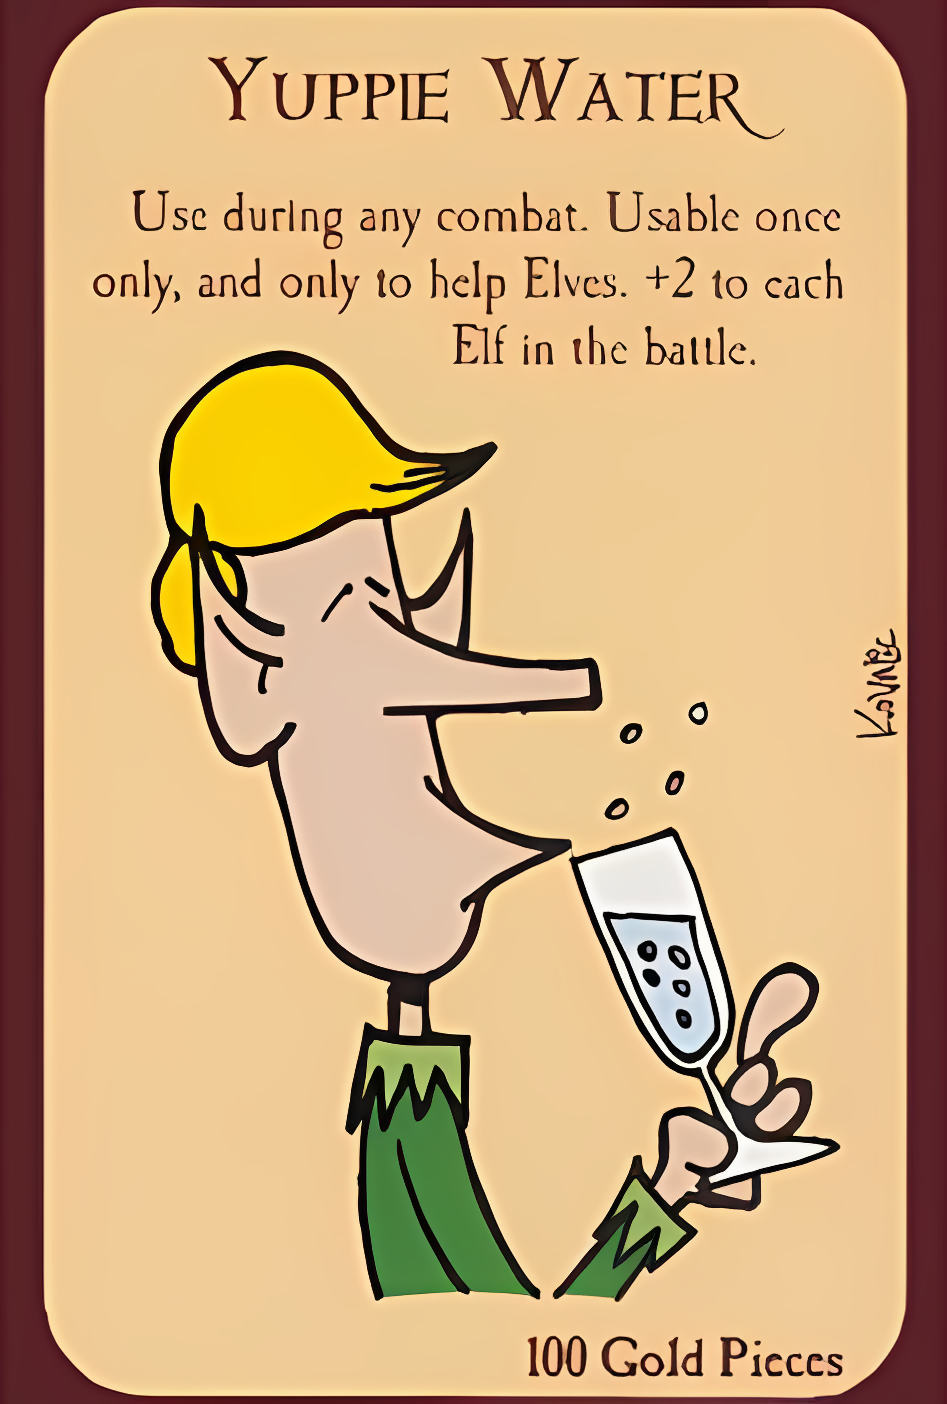 YUPPIE WATER
Use during any combat. Usable once
only, and only to help Elves. +2 to each
Elf in the battle.
KOVALIC
100 Gold Pieces